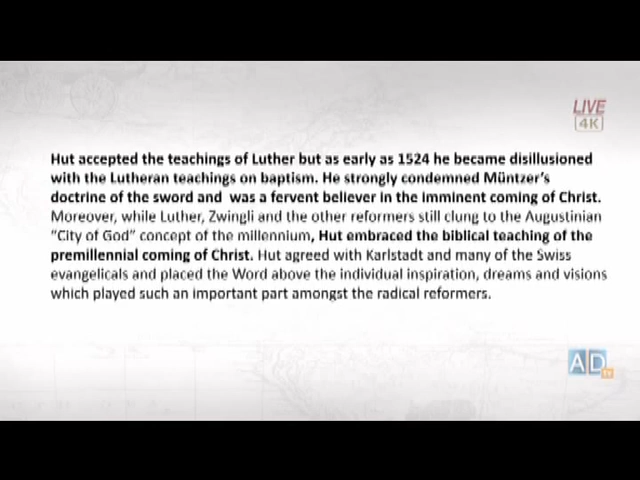 LIVE
4K
Hut accepted the teachings of Luther but as early as 1524 he became disillusioned
with the Lutheran teachings on baptism. He strongly condemned Müntzer's
doctrine of the sword and was a fervent believer in the imminent coming of Christ.
Moreover, while Luther, Zwingli and the other reformers still clung to the Augustinian
"City of God" concept of the millennium, Hut embraced the biblical teaching of the
premillennial coming of Christ. Hut agreed with Karlstadt and many of the Swiss
evangelicals and placed the Word above the individual inspiration, dreams and visions
which played such an important part amongst the radical reformers.
AD
tv